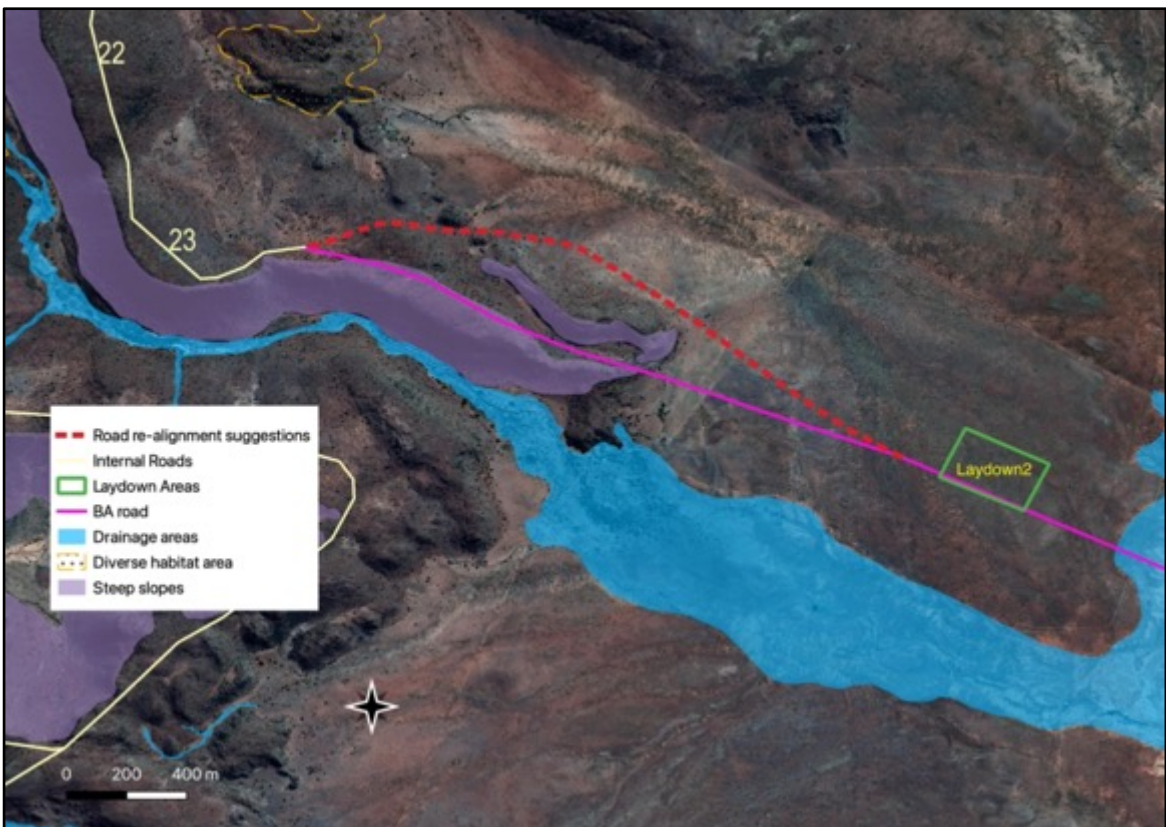 22
23
Laydown2
Road re-alignment suggestions
Internal Roads
Laydown Areas
BA road
Drainage areas
Diverse habitat area
Steep slopes
0 200 400 m